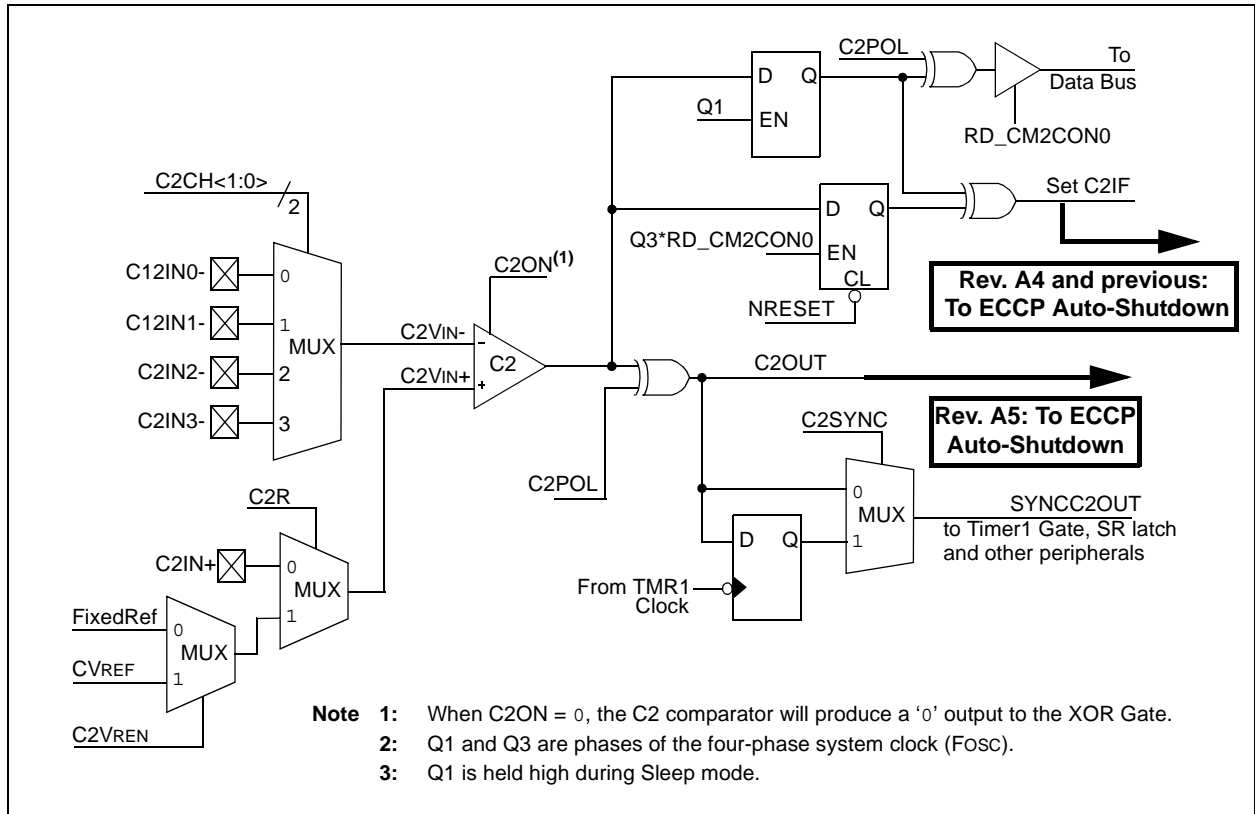 C2POL
D Q
Q1
EN
To
Data Bus
RD_CM2CON0
C2CH<1:0>
2
D Q
Q3*RD_CM2CON0
EN
CL
NRESET
Set C2IF
Rev. A4 and previous:
To ECCP Auto-Shutdown
C12IN0-
0
C12IN1-
1
MUX
C2IN2-
2
C2IN3-
3
C2ON(1)
C2VIN-
-
C2
C2VIN+
+
C2OUT
Rev. A5: To ECCP
Auto-Shutdown
C2POL
C2SYNC
0
MUX
1
SYNCC2OUT
to Timer1 Gate, SR latch
and other peripherals
D Q
From TMR1
Clock
C2R
C2IN+
0
MUX
1
FixedRef
0
MUX
CVREF
1
C2VREN
Note 1: When C2ON = 0, the C2 comparator will produce a ‘0’ output to the XOR Gate.
2: Q1 and Q3 are phases of the four-phase system clock (FOSC).
3: Q1 is held high during Sleep mode.